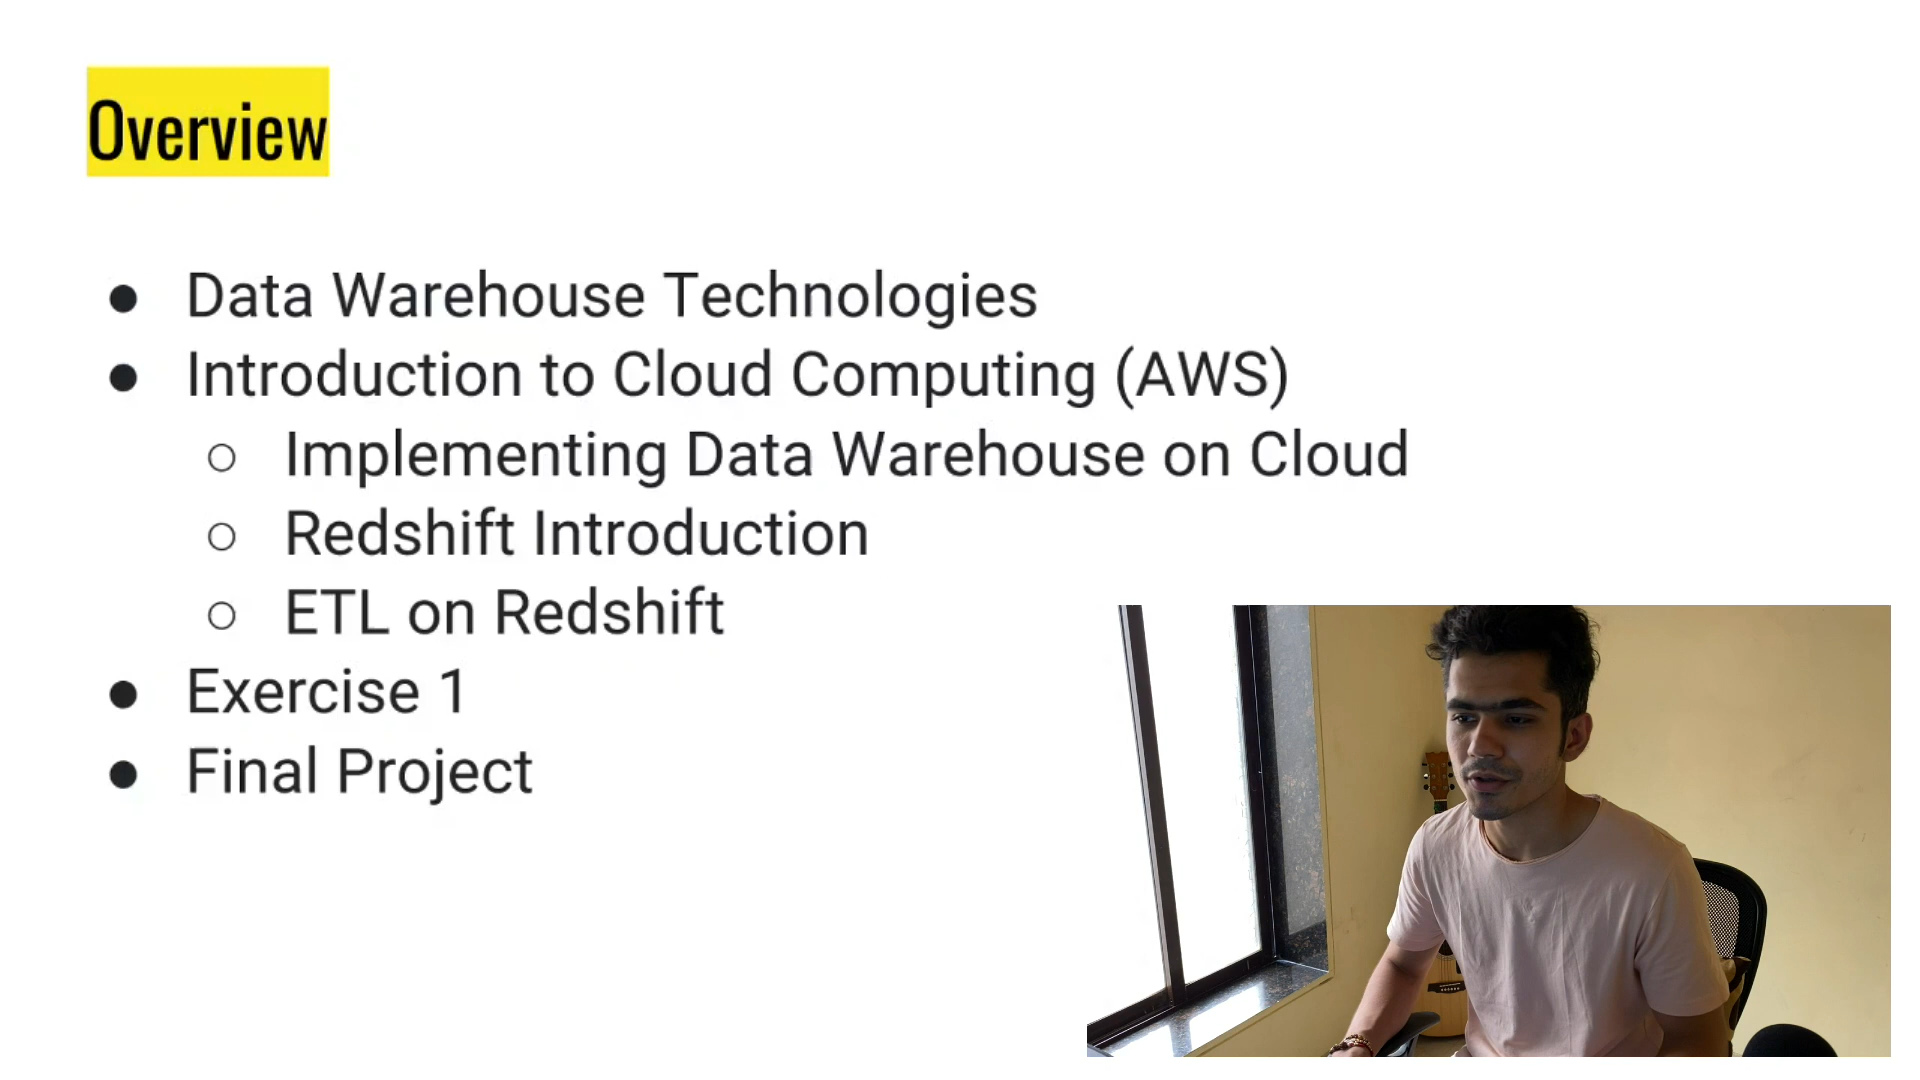 Overview
● Data Warehouse Technologies
● Introduction to Cloud Computing (AWS)
○ Implementing Data Warehouse on Cloud
○ Redshift Introduction
○ ETL on Redshift
● Exercise 1
● Final Project